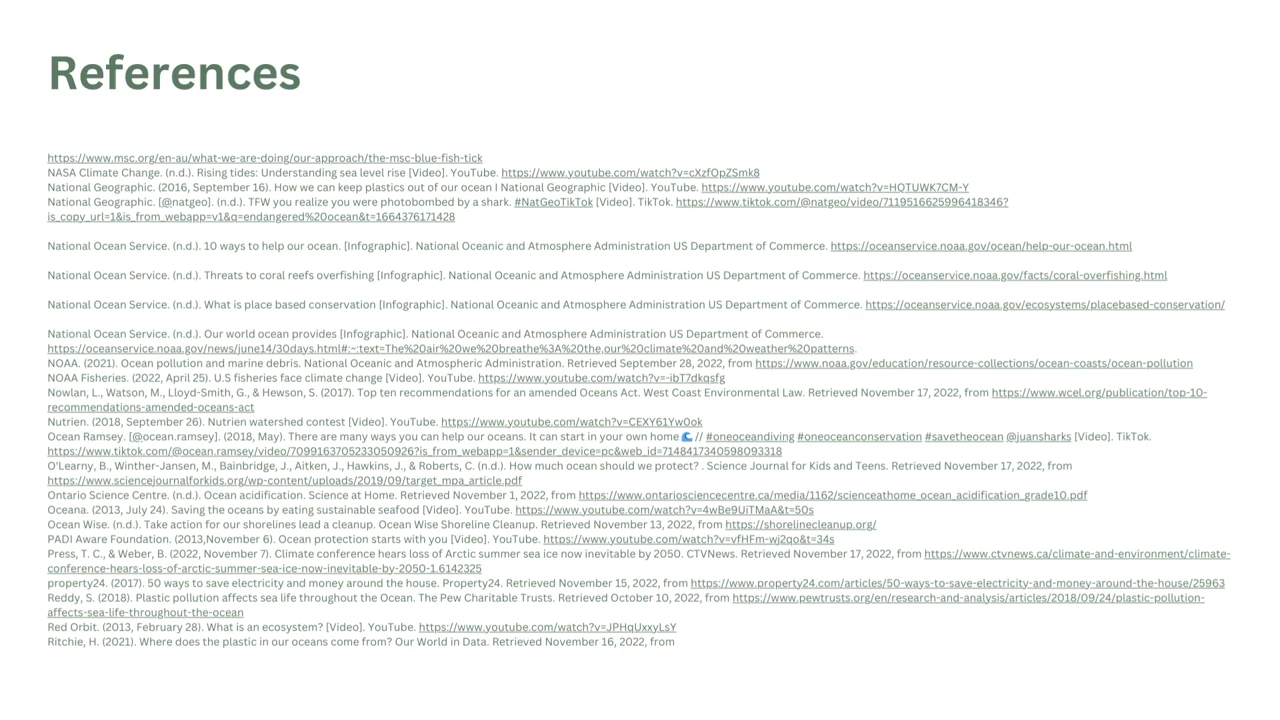 References
https://www.msc.org/en-au/what-we-are-doing/our-approach/the-msc-blue-fish-tick
NASA Climate Change. (n.d.). Rising tides: Understanding sea level rise [Video]. YouTube. https://www.youtube.com/watch?v=cXzfOpZSmk8
National Geographic. (2016, September 16). How we can keep plastics out of our ocean I National Geographic [Video]. YouTube. https://www.youtube.com/watch?v=HQTUWK7CM-Y
National Geographic. [@natgeo]. (n.d.). TFW you realize you were photobombed by a shark. #NatGeoTikTok [Video]. TikTok. https://www.tiktok.com/@natgeo/video/7119516625996418346?
is_copy_url=1&is_from_webapp=v1&q=endangered%20ocean&t=1664376171428
National Ocean Service. (n.d.). 10 ways to help our ocean. [Infographic]. National Oceanic and Atmosphere Administration US Department of Commerce. https://oceanservice.noaa.gov/ocean/help-our-ocean.html
National Ocean Service. (n.d.). Threats to coral reefs overfishing [Infographic]. National Oceanic and Atmosphere Administration US Department of Commerce. https://oceanservice.noaa.gov/facts/coral-overfishing.html
National Ocean Service. (n.d.). What is place based conservation [Infographic]. National Oceanic and Atmosphere Administration US Department of Commerce. https://oceanservice.noaa.gov/ecosystems/placebased-conservation/
National Ocean Service. (n.d.). Our world ocean provides [Infographic]. National Oceanic and Atmosphere Administration US Department of Commerce.
https://oceanservice.noaa.gov/news/june14/30days.html#:~:text=The%20air%20we%20breathe%3A%20the,our%20climate%20and%20weather%20patterns.
NOAA. (2021). Ocean pollution and marine debris. National Oceanic and Atmospheric Administration. Retrieved September 28, 2022, from https://www.noaa.gov/education/resource-collections/ocean-coasts/ocean-pollution
NOAA Fisheries. (2022, April 25). U.S fisheries face climate change [Video]. YouTube. https://www.youtube.com/watch?v=-ibT7dkqsfg
Nowlan, L., Watson, M., Lloyd-Smith, G., & Hewson, S. (2017). Top ten recommendations for an amended Oceans Act. West Coast Environmental Law. Retrieved November 17, 2022, from https://www.wcel.org/publication/top-10-
recommendations-amended-oceans-act
Nutrien. (2018, September 26). Nutrien watershed contest [Video]. YouTube. https://www.youtube.com/watch?v=CEXY61Yw0ok
Ocean Ramsey. [@ocean.ramsey]. (2018, May). There are many ways you can help our oceans. It can start in your own home🌊 // #oneoceandiving #oneoceanconservation #savetheocean @juansharks [Video]. TikTok.
https://www.tiktok.com/@ocean.ramsey/video/7099163705233050926?is_from_webapp=1&sender_device=pc&web_id=7148417340598093318
O'Learny, B., Winther-Jansen, M., Bainbridge, J., Aitken, J., Hawkins, J., & Roberts, C. (n.d.). How much ocean should we protect? . Science Journal for Kids and Teens. Retrieved November 17, 2022, from
https://www.sciencejournalforkids.org/wp-content/uploads/2019/09/target_mpa_article.pdf
Ontario Science Centre. (n.d.). Ocean acidification. Science at Home. Retrieved November 1, 2022, from https://www.ontariosciencecentre.ca/media/1162/scienceathome_ocean_acidification_grade10.pdf
Oceana. (2013, July 24). Saving the oceans by eating sustainable seafood [Video]. YouTube. https://www.youtube.com/watch?v=4wBe9UiTMaA&t=50s
Ocean Wise. (n.d.). Take action for our shorelines lead a cleanup. Ocean Wise Shoreline Cleanup. Retrieved November 13, 2022, from https://shorelinecleanup.org/
PADI Aware Foundation. (2013,November 6). Ocean protection starts with you [Video]. YouTube. https://www.youtube.com/watch?v=vfHFm-wj2qo&t=34s
Press, T. C., & Weber, B. (2022, November 7). Climate conference hears loss of Arctic summer sea ice now inevitable by 2050. CTVNews. Retrieved November 17, 2022, from https://www.ctvnews.ca/climate-and-environment/climate-
conference-hears-loss-of-arctic-summer-sea-ice-now-inevitable-by-2050-1.6142325
property24. (2017). 50 ways to save electricity and money around the house. Property24. Retrieved November 15, 2022, from https://www.property24.com/articles/50-ways-to-save-electricity-and-money-around-the-house/25963
Reddy, S. (2018). Plastic pollution affects sea life throughout the Ocean. The Pew Charitable Trusts. Retrieved October 10, 2022, from https://www.pewtrusts.org/en/research-and-analysis/articles/2018/09/24/plastic-pollution-
affects-sea-life-throughout-the-ocean
Red Orbit. (2013, February 28). What is an ecosystem? [Video]. YouTube. https://www.youtube.com/watch?v=JPHqUxxyLsY
Ritchie, H. (2021). Where does the plastic in our oceans come from? Our World in Data. Retrieved November 16, 2022, from